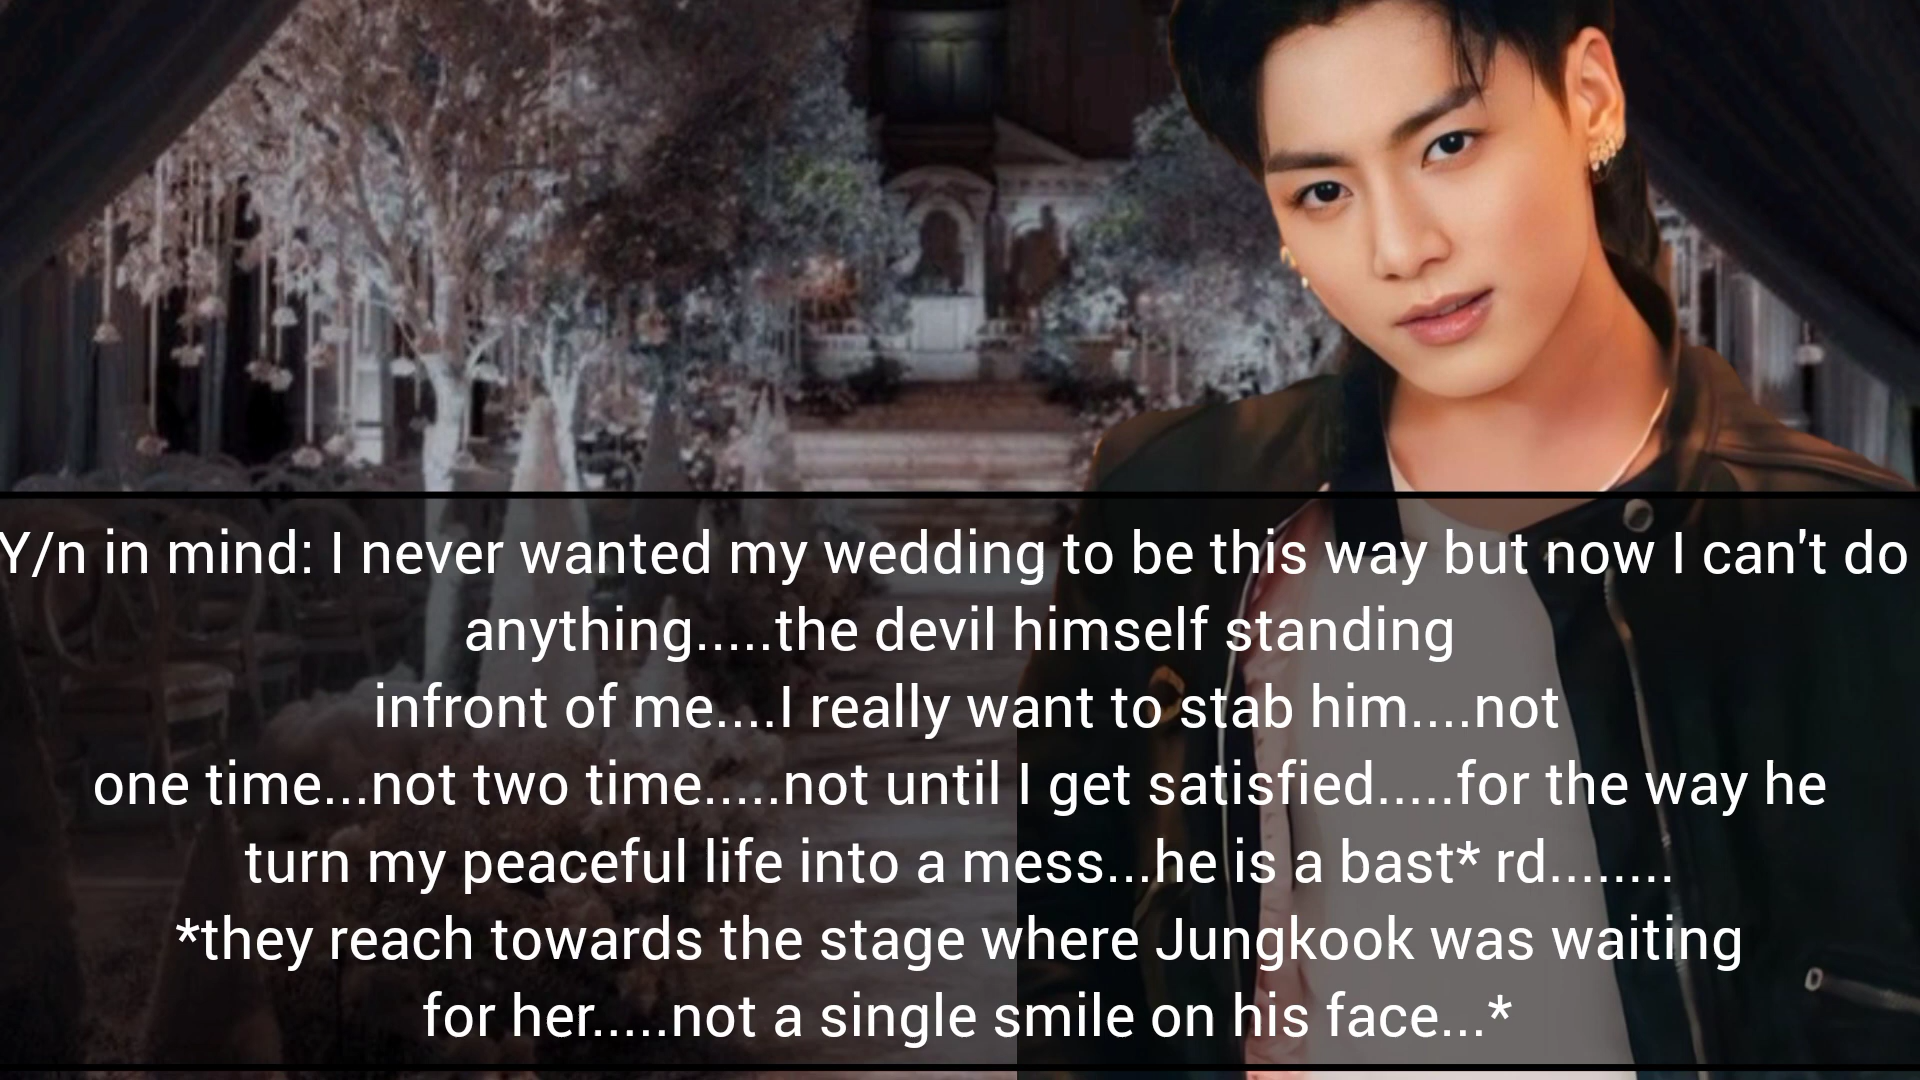 Y/n in mind: I never wanted my wedding to be this way but now I can't do
anything.....the devil himself standing
infront of me....I really want to stab him....not
one time...not two time.....not until I get satisfied.....for the way he
turn my peaceful life into a mess...he is a bast* rd........
*they reach towards the stage where Jungkook was waiting
for her.....not a single smile on his face...*